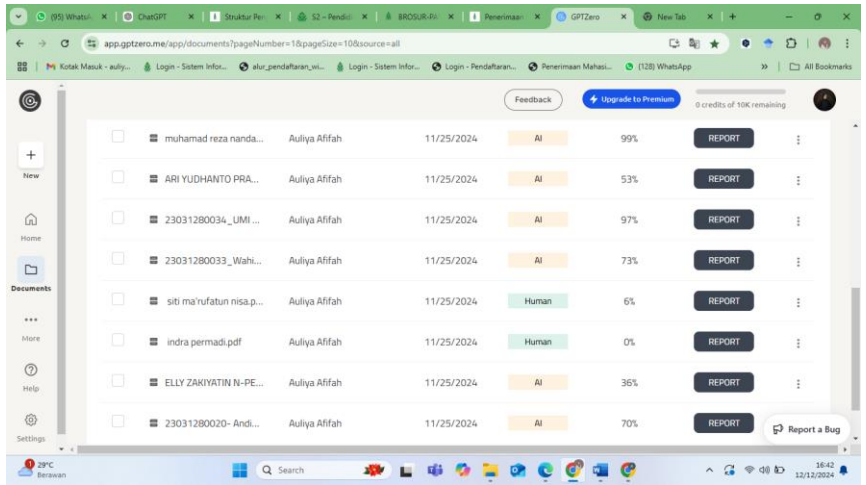 (95) WhatsA
ChatGPT
Struktur Per
S2 – Pendidi
BROSUR-PA
Penerimaan
GPTZero
New Tab
app.gptzero.me/app/documents?pageNumber=1&pageSize=10&source=all
Kotak Masuk - auliy...
Login - Sistem Infor...
alur_pendaftaran_wi...
Login - Sistem Infor...
Login - Pendaftaran...
Penerimaan Mahasi...
(128) WhatsApp
All Bookmarks
Feedback
Upgrade to Premium
0 credits of 10K remaining
New
Home
Documents
More
Help
Settings
muhamad reza nanda... Auliya Afifah 11/25/2024 AI 99% REPORT
ARI YUDHANTO PRA... Auliya Afifah 11/25/2024 AI 53% REPORT
23031280034_UMI ... Auliya Afifah 11/25/2024 AI 97% REPORT
23031280033_Wahi... Auliya Afifah 11/25/2024 AI 73% REPORT
siti ma'rufatun nisa.p... Auliya Afifah 11/25/2024 Human 6% REPORT
indra permadi.pdf Auliya Afifah 11/25/2024 Human 0% REPORT
ELLY ZAKIYATIN N-PE... Auliya Afifah 11/25/2024 AI 36% REPORT
23031280020- Andi... Auliya Afifah 11/25/2024 AI 70% REPORT
Report a Bug
29°C
Berawan
Search
16:42
12/12/2024